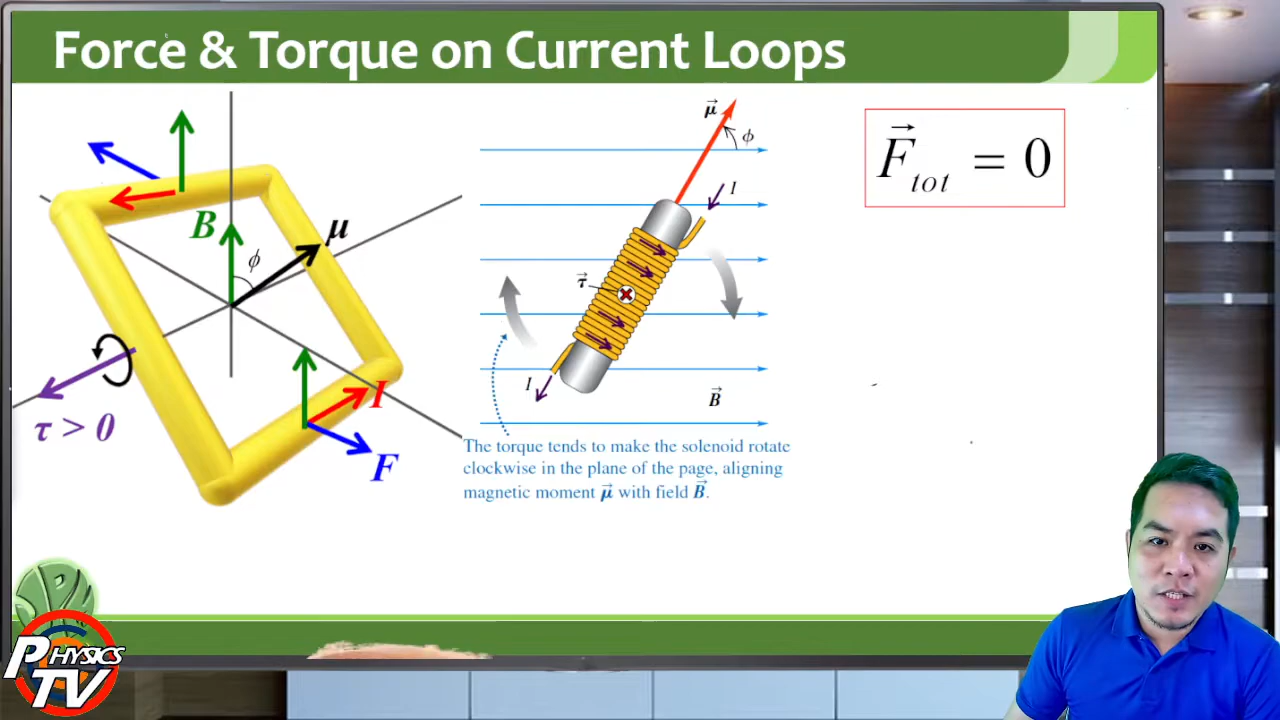 Force & Torque on Current Loops
B
ϕ
μ
τ > 0
I
F
μ⃗
ϕ
I
τ⃗
I
B⃗
The torque tends to make the solenoid rotate
clockwise in the plane of the page, aligning
magnetic moment μ⃗ with field B⃗.
F⃗tot = 0
PHYSICS
TV